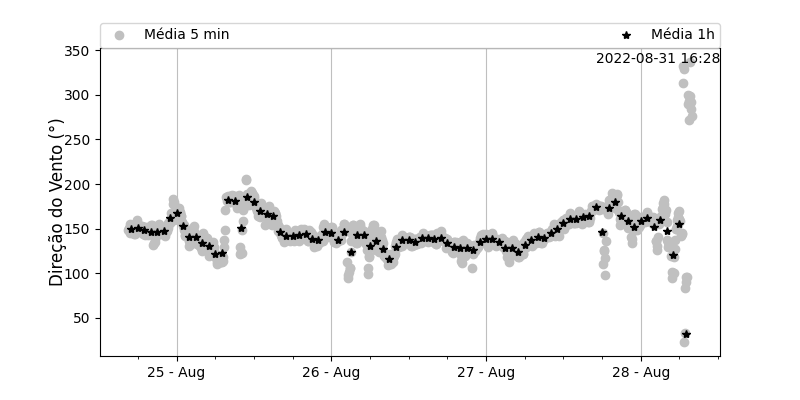 Média 5 min
Média 1h
2022-08-31 16:28
Direção do Vento (°)
350
300
250
200
150
100
50
25 - Aug
26 - Aug
27 - Aug
28 - Aug